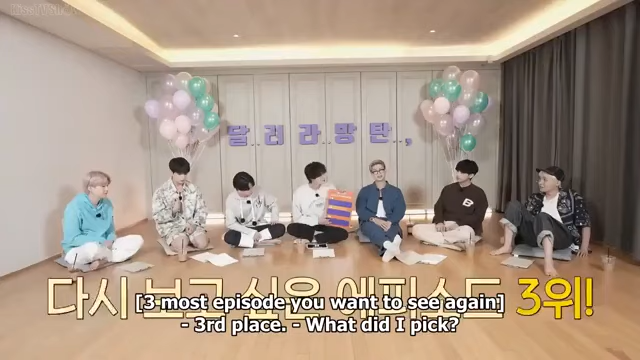 달려라방탄
다시 보고 싶은 에피소드 3위!
[3 most episode you want to see again]
- 3rd place. - What did I pick?